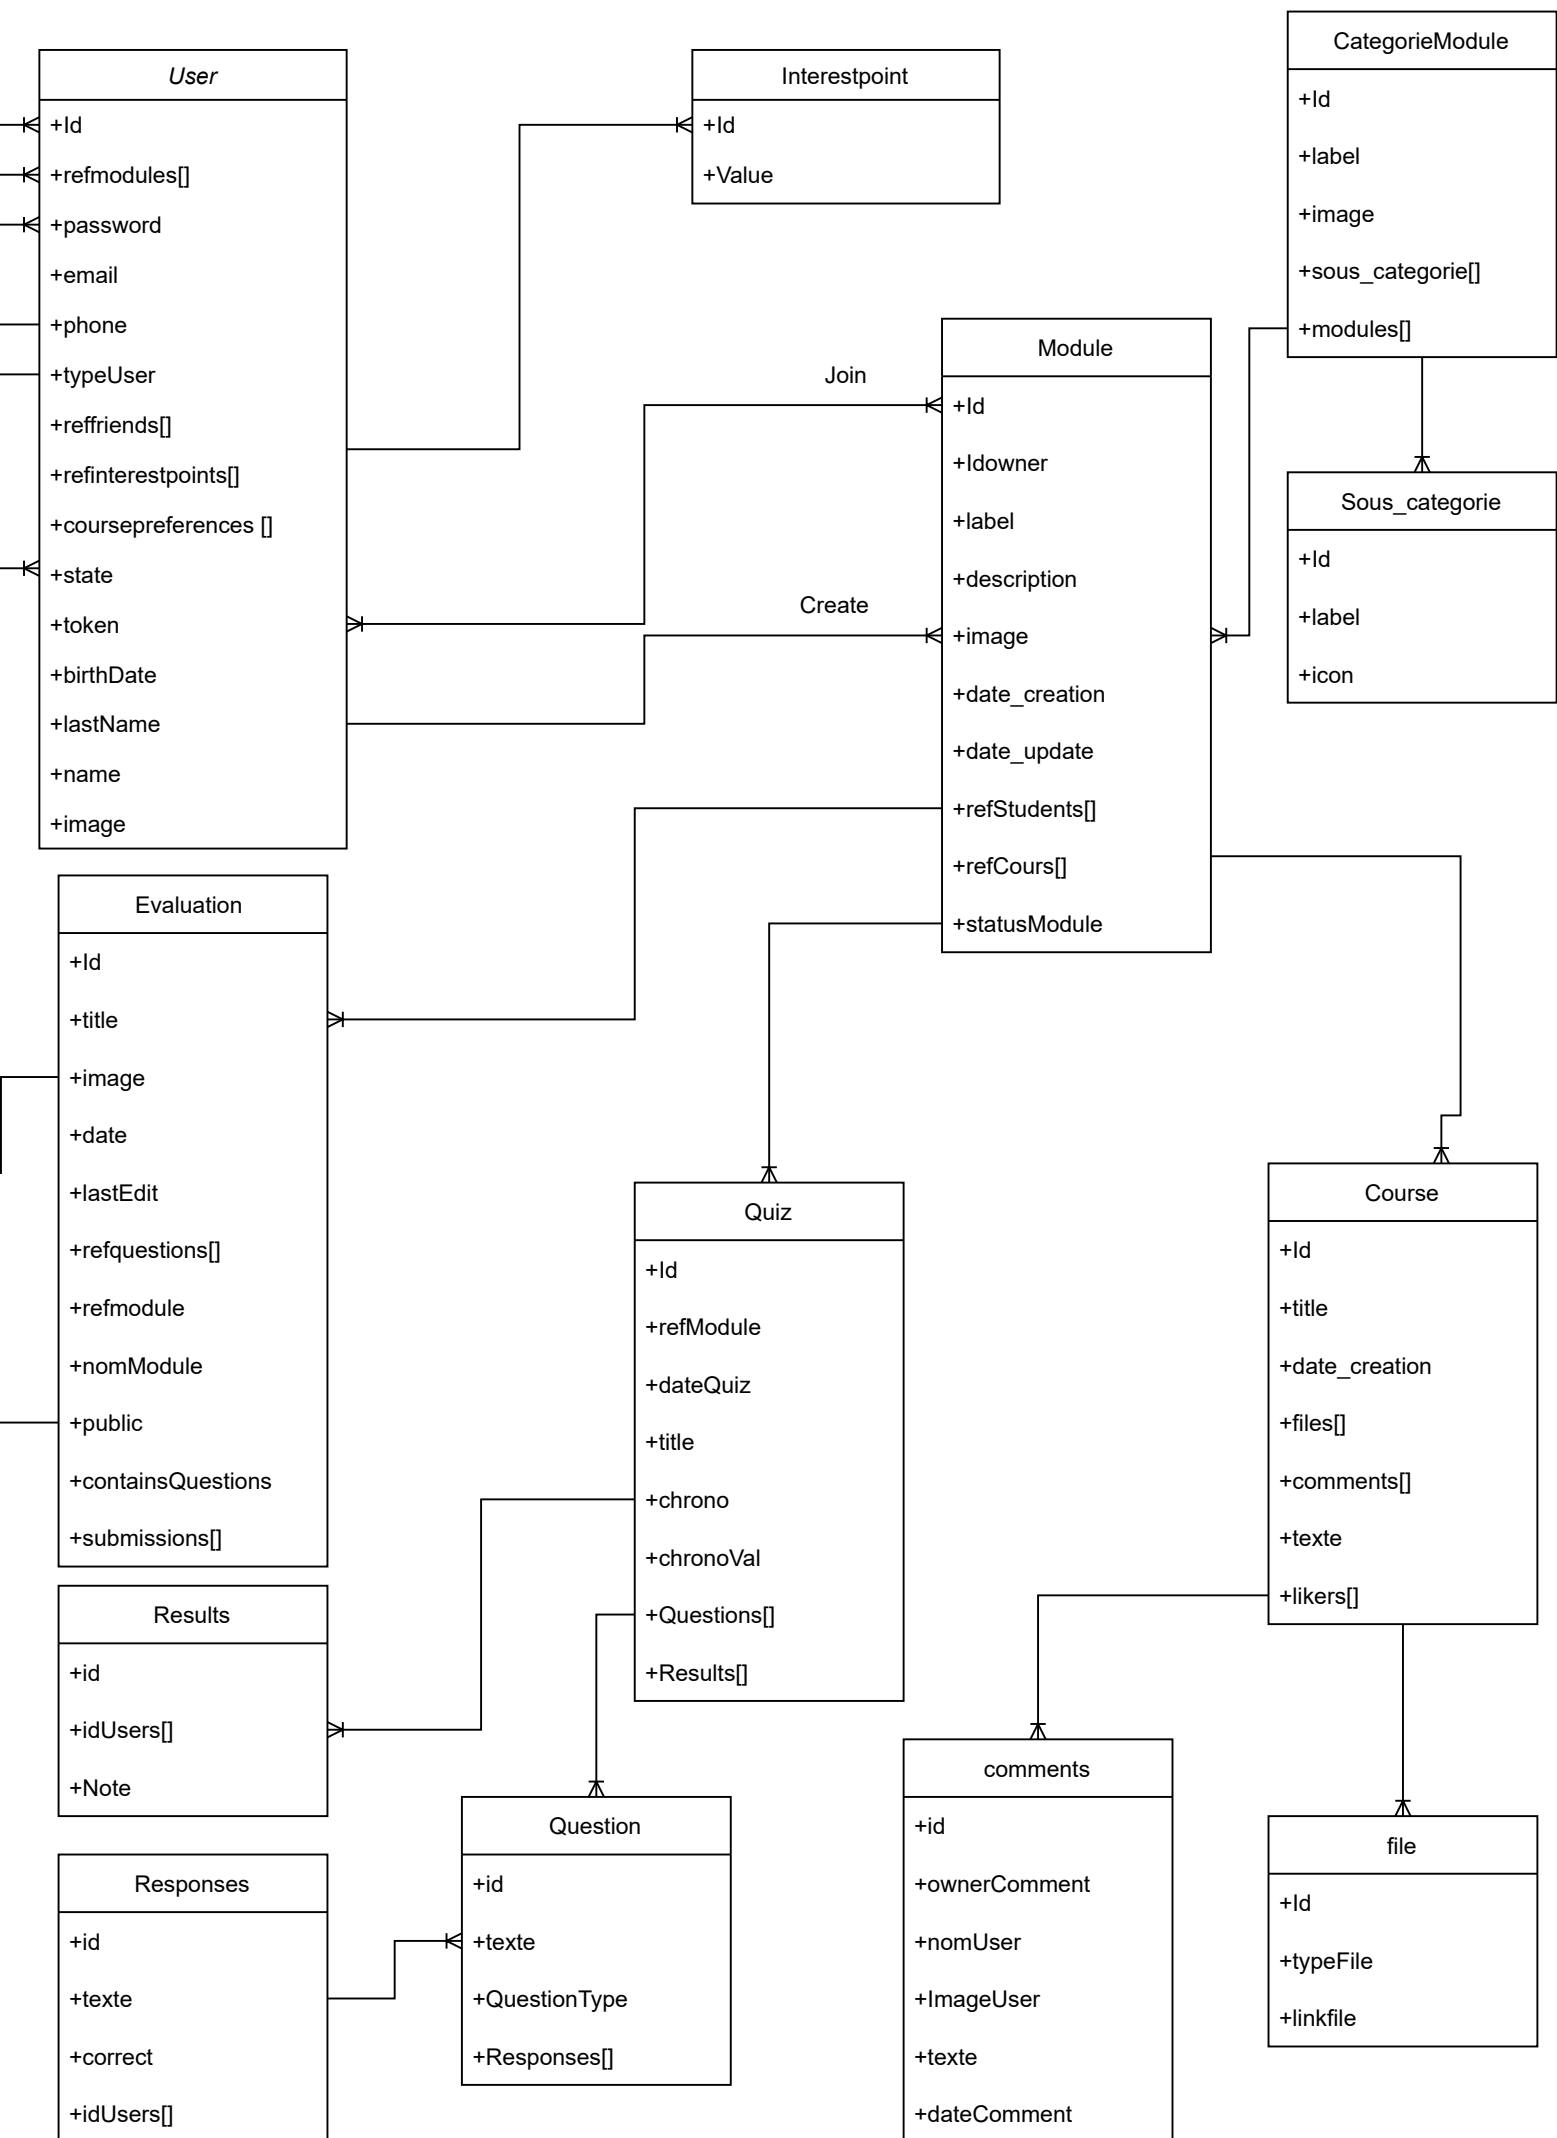 User
+Id
+refmodules[]
+password
+email
+phone
+typeUser
+reffriends[]
+refinterestpoints[]
+coursepreferences []
+state
+token
+birthDate
+lastName
+name
+image
Interestpoint
+Id
+Value
CategorieModule
+Id
+label
+image
+sous_categorie[]
+modules[]
Join
Create
Module
+Id
+Idowner
+label
+description
+image
+date_creation
+date_update
+refStudents[]
+refCours[]
+statusModule
Sous_categorie
+Id
+label
+icon
Evaluation
+Id
+title
+image
+date
+lastEdit
+refquestions[]
+refmodule
+nomModule
+public
+containsQuestions
+submissions[]
Quiz
+Id
+refModule
+dateQuiz
+title
+chrono
+chronoVal
+Questions[]
+Results[]
Course
+Id
+title
+date_creation
+files[]
+comments[]
+texte
+likers[]
Results
+id
+idUsers[]
+Note
Responses
+id
+texte
+correct
+idUsers[]
Question
+id
+texte
+QuestionType
+Responses[]
comments
+id
+ownerComment
+nomUser
+ImageUser
+texte
+dateComment
file
+Id
+typeFile
+linkfile